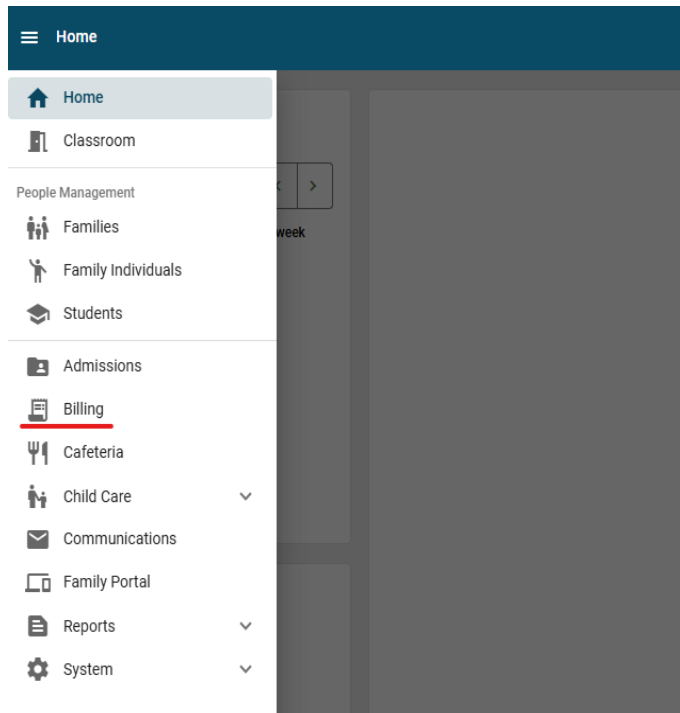 Home
Home
Classroom
People Management
week
Families
Family Individuals
Students
Admissions
Billing
Cafeteria
Child Care
Communications
Family Portal
Reports
System